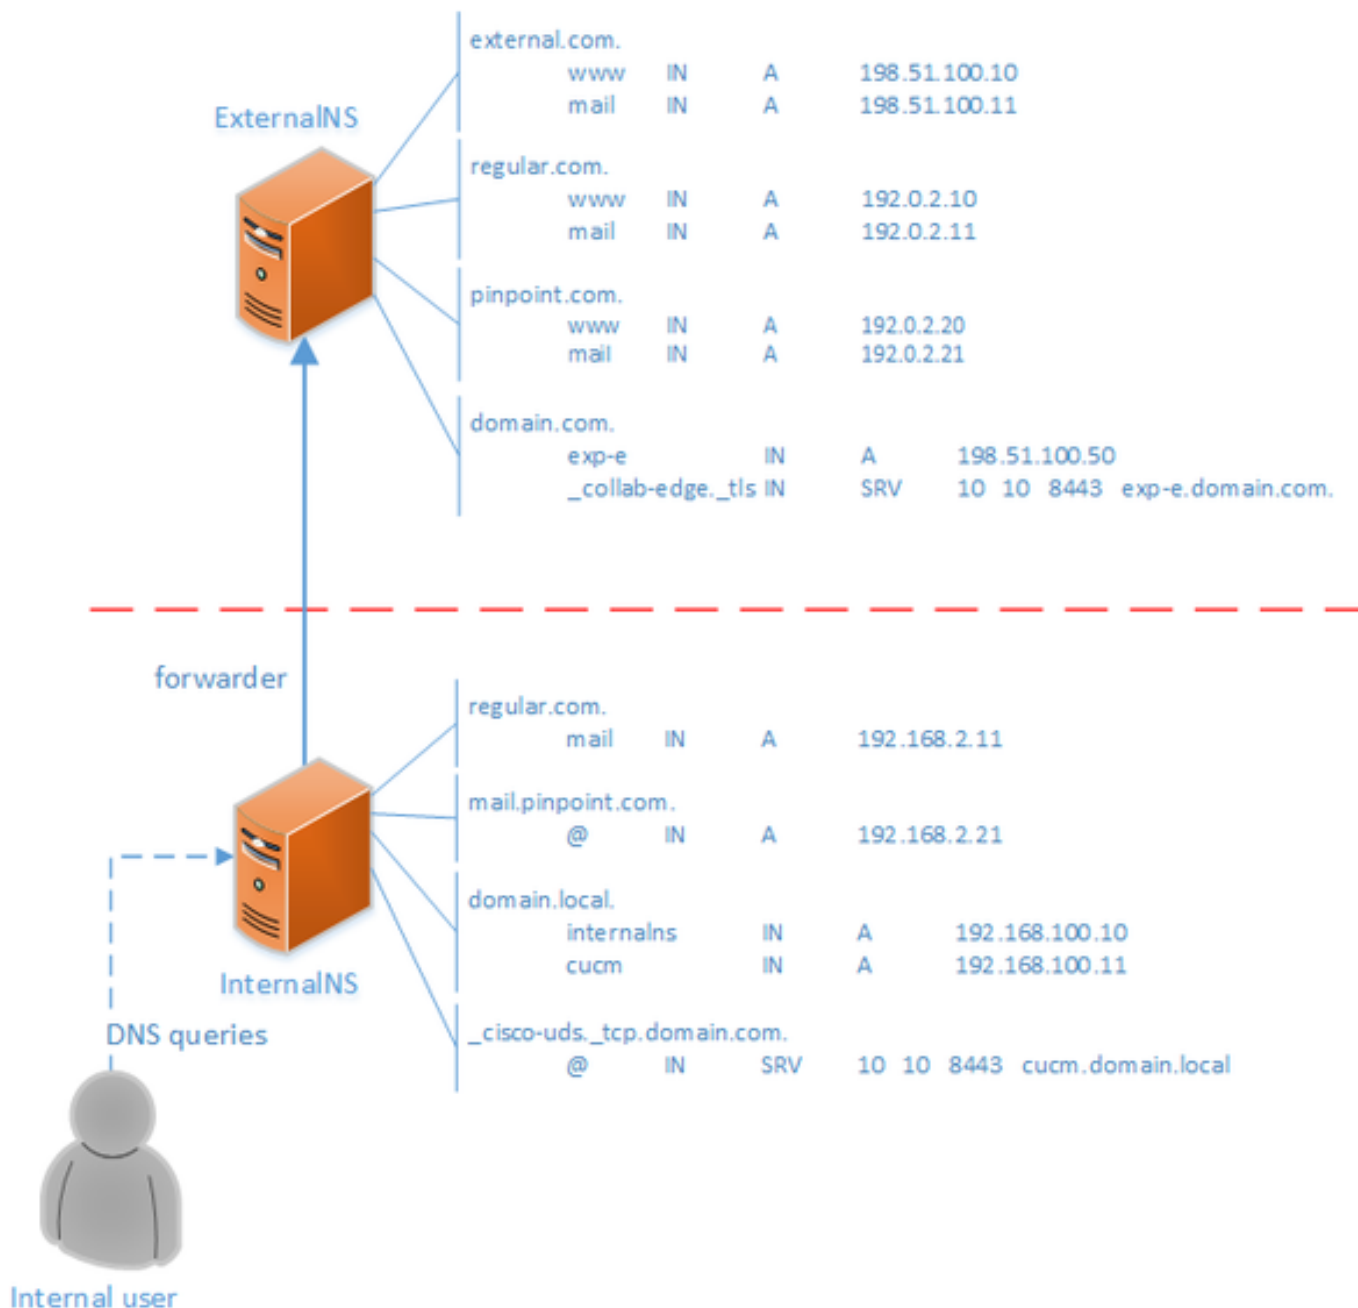 ExternalNS
external.com.
www IN A 198.51.100.10
mail IN A 198.51.100.11
regular.com.
www IN A 192.0.2.10
mail IN A 192.0.2.11
pinpoint.com.
www IN A 192.0.2.20
mail IN A 192.0.2.21
domain.com.
exp-e IN A 198.51.100.50
_collab-edge._tls IN SRV 10 10 8443 exp-e.domain.com.
forwarder
InternalNS
regular.com.
mail IN A 192.168.2.11
mail.pinpoint.com.
@ IN A 192.168.2.21
domain.local.
internalns IN A 192.168.100.10
cucm IN A 192.168.100.11
_cisco-uds._tcp.domain.com.
@ IN SRV 10 10 8443 cucm.domain.local
DNS queries
Internal user